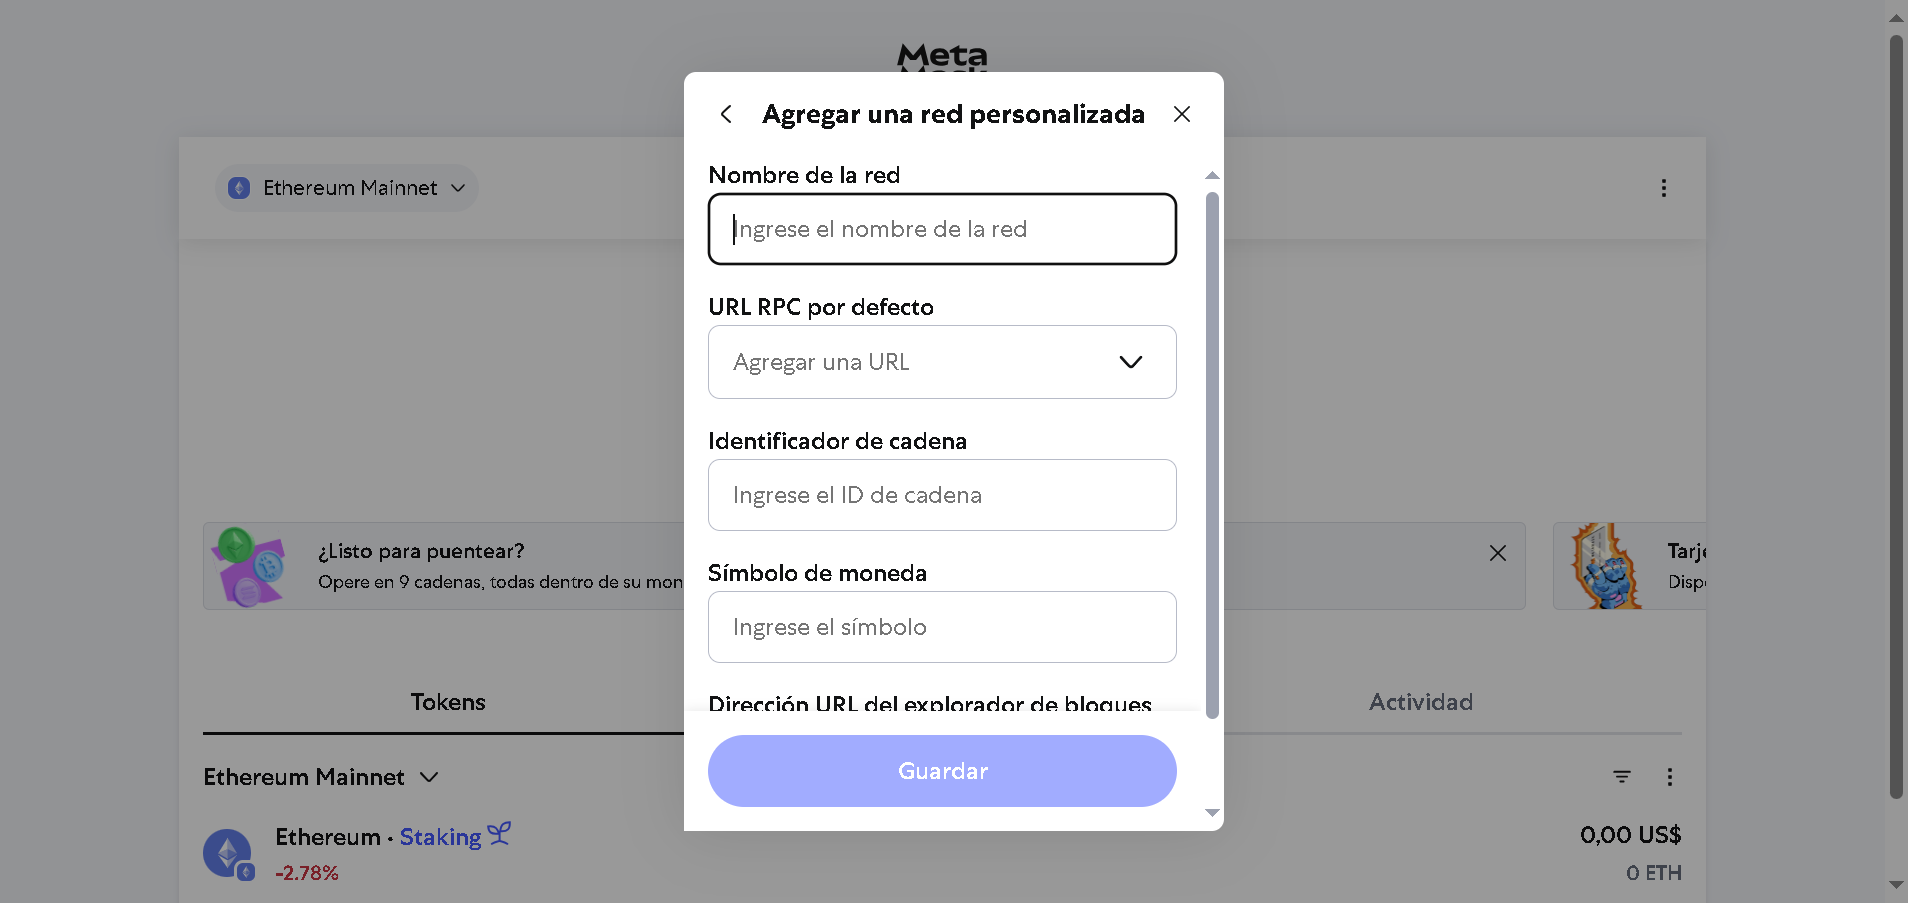 Meta
Agregar una red personalizada
Ethereum Mainnet
Nombre de la red
Ingrese el nombre de la red
URL RPC por defecto
Agregar una URL
Identificador de cadena
Ingrese el ID de cadena
¿Listo para puentear?
Opere en 9 cadenas, todas dentro de su mon
Tarje
Dispo
Símbolo de moneda
Ingrese el símbolo
Dirección URL del explorador de bloques
Tokens
Actividad
Guardar
Ethereum Mainnet
Ethereum • Staking
0,00 US$
-2.78%
0 ETH